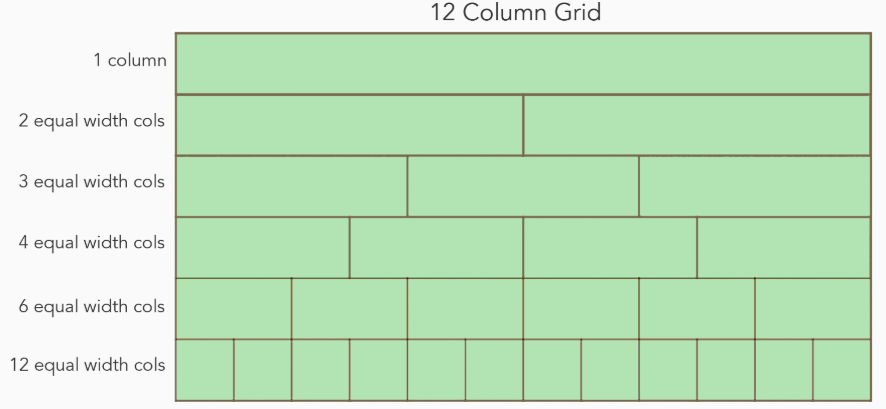 12 Column Grid
1 column
2 equal width cols
3 equal width cols
4 equal width cols
6 equal width cols
12 equal width cols